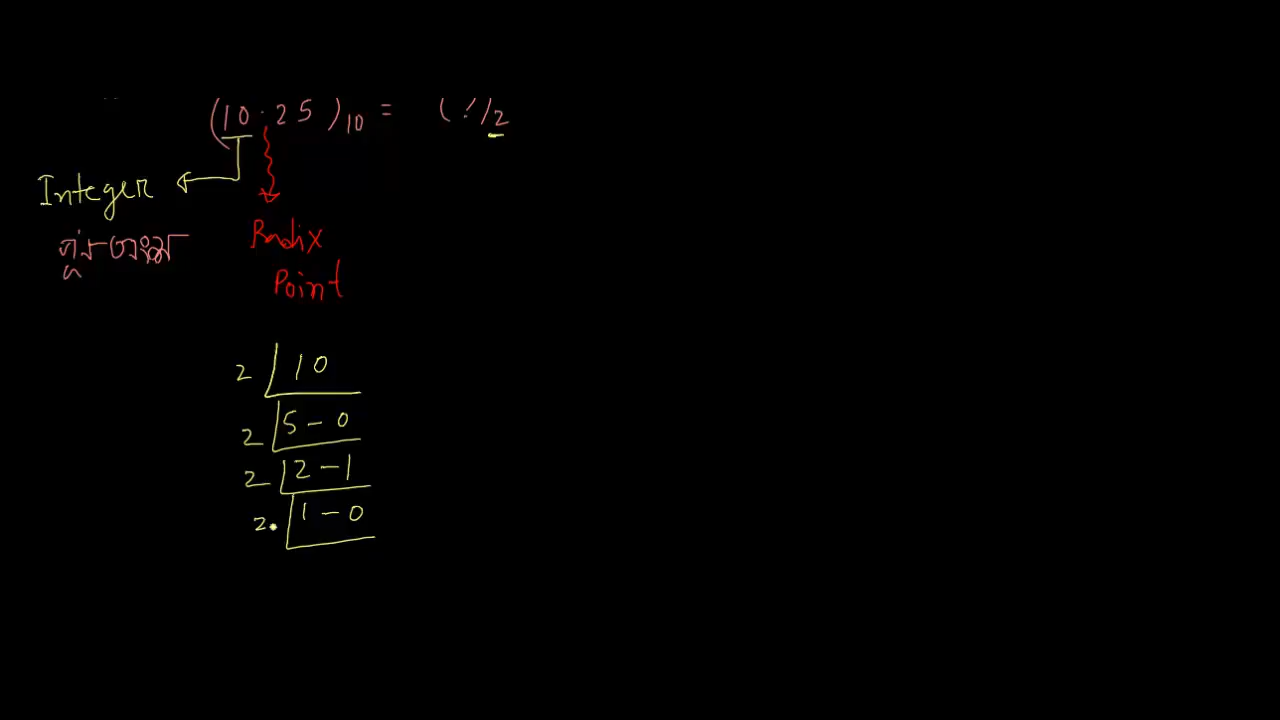 (10.25)10 = (?)2
Integer
Radix
Point
2 | 10
2 | 5 - 0
2 | 2 - 1
2 | 1 - 0